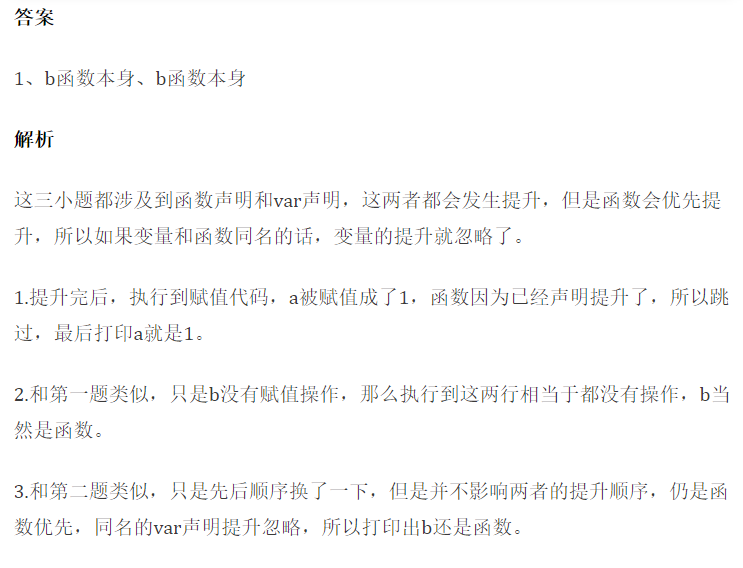 答案
1、b函数本身、b函数本身
解析
这三小题都涉及到函数声明和var声明，这两者都会发生提升，但是函数会优先提
升，所以如果变量和函数同名的话，变量的提升就忽略了。
1.提升完后，执行到赋值代码，a被赋值成了1，函数因为已经声明提升了，所以跳
过，最后打印a就是1。
2.和第一题类似，只是b没有赋值操作，那么执行到这两行相当于都没有操作，b当
然是函数。
3.和第二题类似，只是先后顺序换了一下，但是并不影响两者的提升顺序，仍是函
数优先，同名的var声明提升忽略，所以打印出b还是函数。